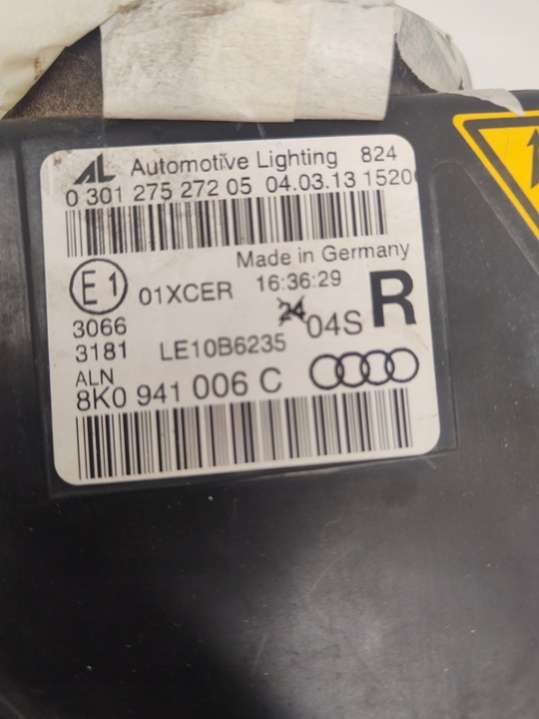 AL Automotive Lighting 824
0 301 275 272 05 04.03.13 1520
Made in Germany
E1 01XCER 16:36:29 R
3066 24 04S
3181 LE10B6235
ALN
8K0 941 006 C